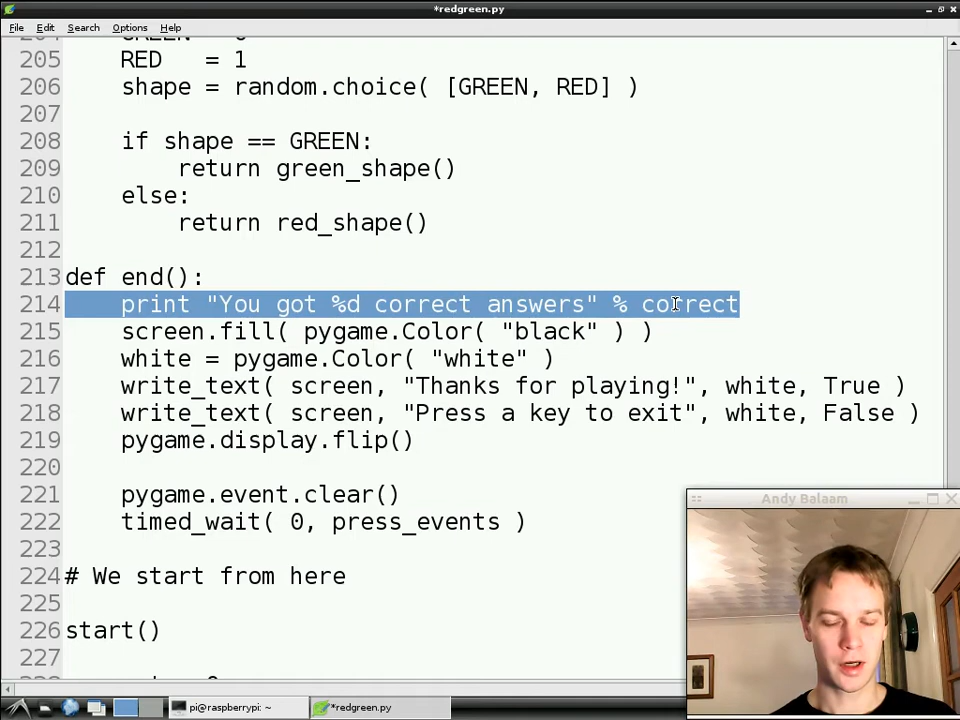 *redgreen.py
File Edit Search Options Help
205 RED = 1
206 shape = random.choice( [GREEN, RED] )
207
208 if shape == GREEN:
209 return green_shape()
210 else:
211 return red_shape()
212
213 def end():
214 print "You got %d correct answers" % correct
215 screen.fill( pygame.Color( "black" ) )
216 white = pygame.Color( "white" )
217 write_text( screen, "Thanks for playing!", white, True )
218 write_text( screen, "Press a key to exit", white, False )
219 pygame.display.flip()
220
221 pygame.event.clear()
222 timed_wait( 0, press_events )
223
224 # We start from here
225
226 start()
227
Andy Balaam
pi@raspberrypi: ~
*redgreen.py